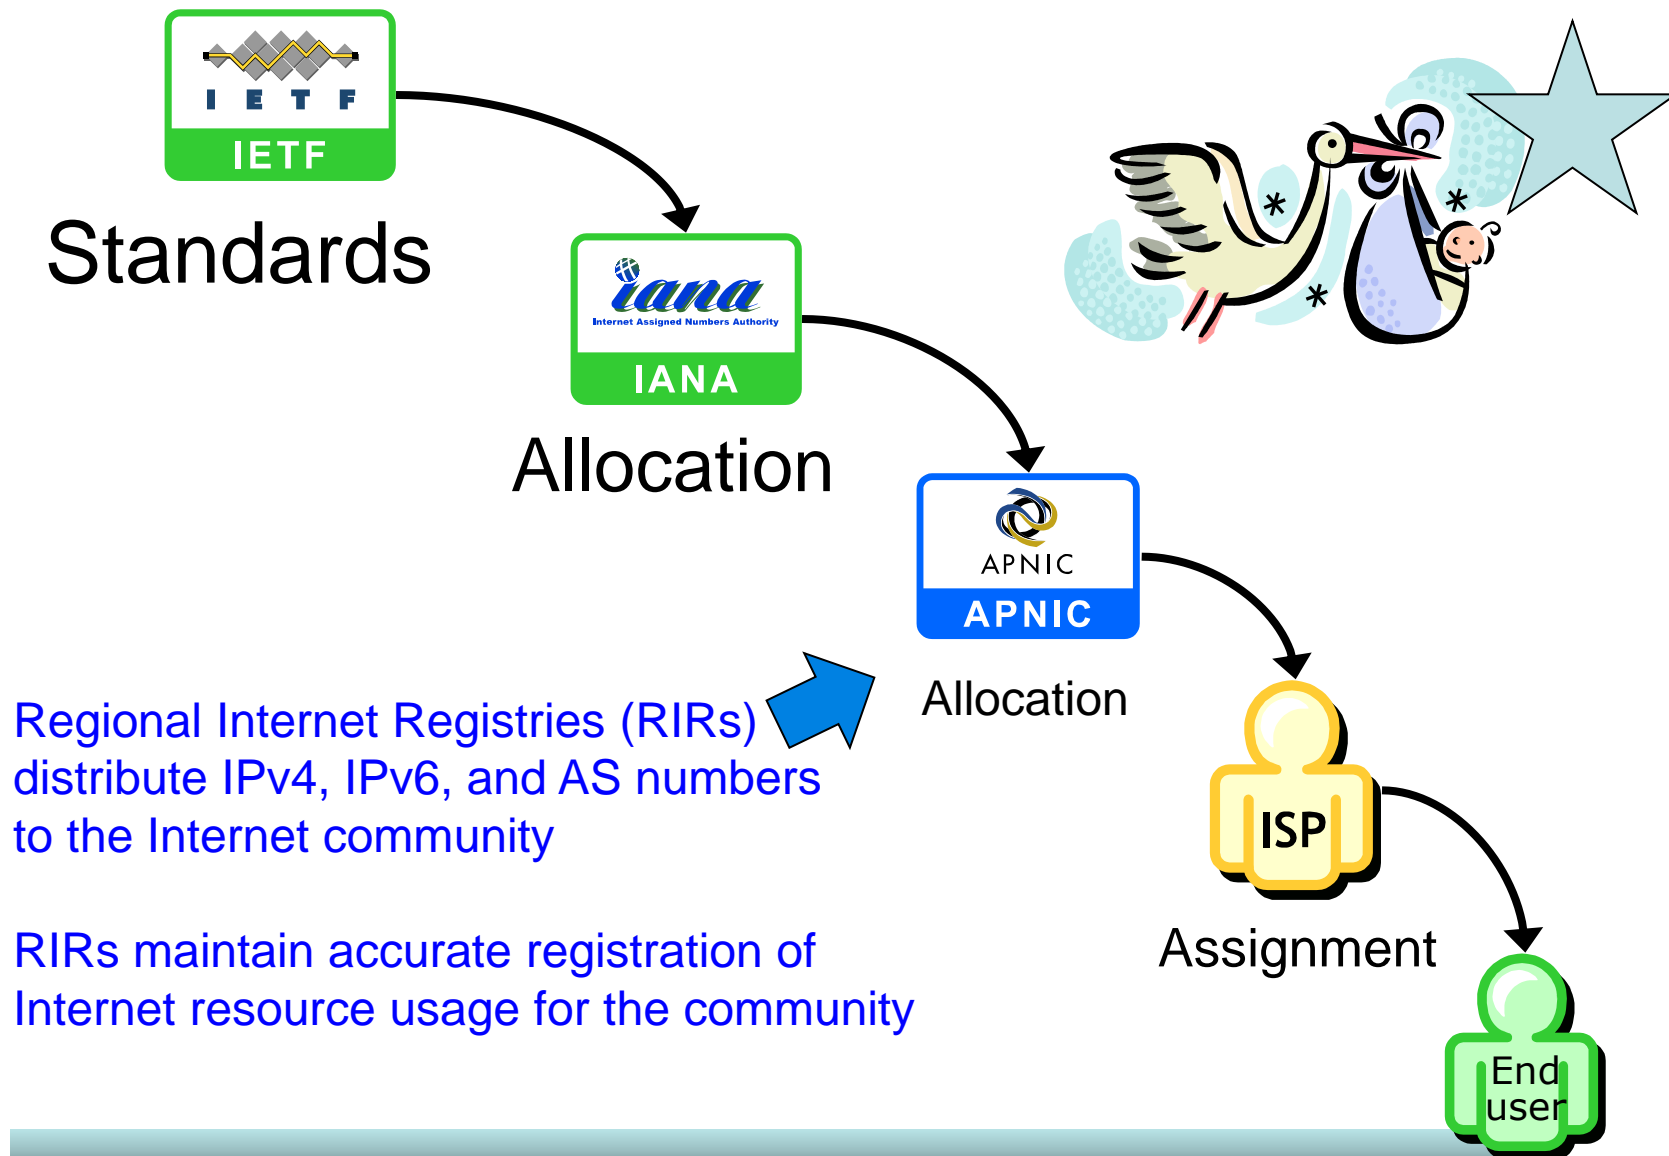 I E T F
IETF
Standards
iana
Internet Assigned Numbers Authority
IANA
Allocation
APNIC
APNIC
Allocation
Regional Internet Registries (RIRs)
distribute IPv4, IPv6, and AS numbers
to the Internet community
ISP
Assignment
RIRs maintain accurate registration of
Internet resource usage for the community
End
user